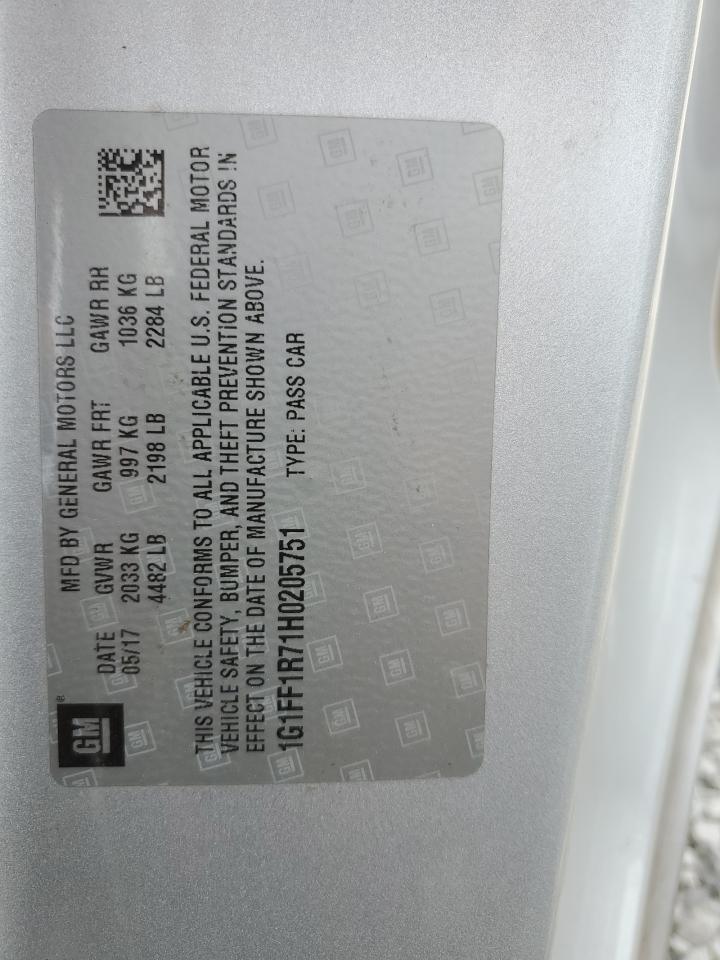 GM ®
MFD BY GENERAL MOTORS LLC
DATE GVWR GAWR FRT GAWR RR
05/17 2033 KG 997 KG 1036 KG
4482 LB 2198 LB 2284 LB
THIS VEHICLE CONFORMS TO ALL APPLICABLE U.S. FEDERAL MOTOR
VEHICLE SAFETY, BUMPER, AND THEFT PREVENTION STANDARDS IN
EFFECT ON THE DATE OF MANUFACTURE SHOWN ABOVE.
1G1FF1R71H0205751 TYPE: PASS CAR